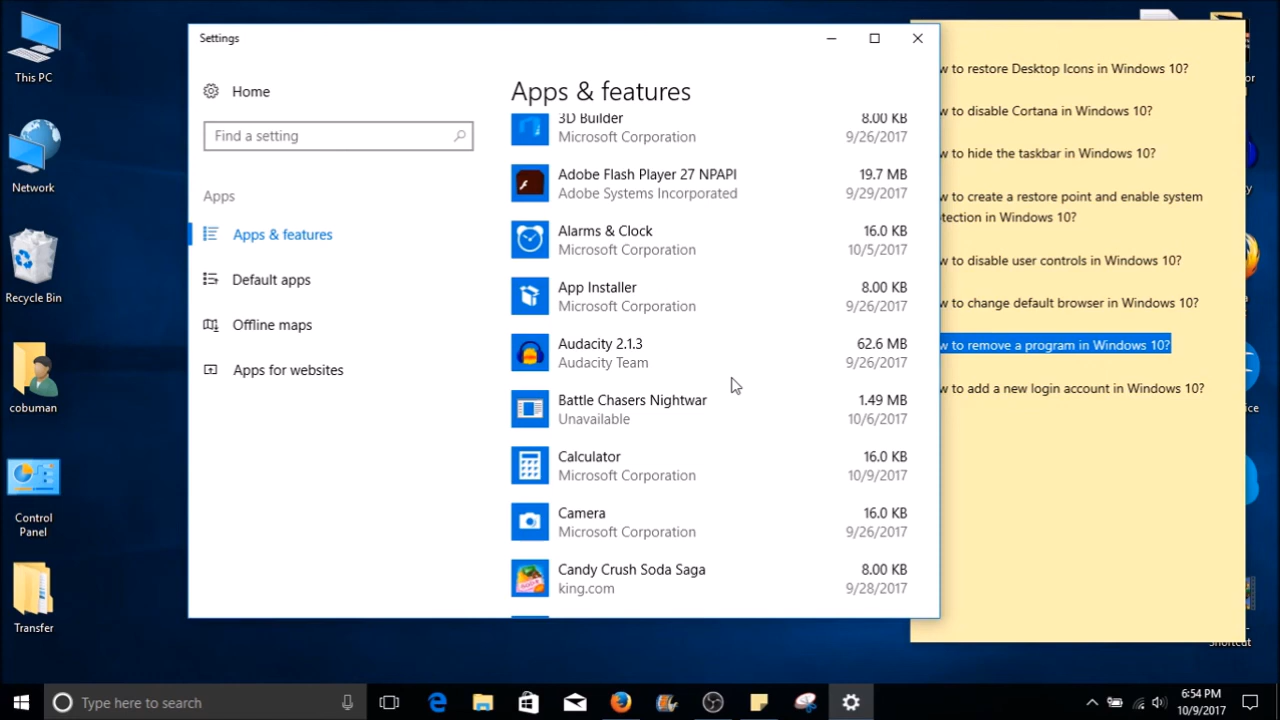 This PC
Network
Recycle Bin
cobuman
Control
Panel
Transfer
Settings
Home
Find a setting
Apps
Apps & features
Default apps
Offline maps
Apps for websites
Apps & features
3D Builder 8.00 KB
Microsoft Corporation 9/26/2017
Adobe Flash Player 27 NPAPI 19.7 MB
Adobe Systems Incorporated 9/29/2017
Alarms & Clock 16.0 KB
Microsoft Corporation 10/5/2017
App Installer 8.00 KB
Microsoft Corporation 9/26/2017
Audacity 2.1.3 62.6 MB
Audacity Team 9/26/2017
Battle Chasers Nightwar 1.49 MB
Unavailable 10/6/2017
Calculator 16.0 KB
Microsoft Corporation 10/9/2017
Camera 16.0 KB
Microsoft Corporation 9/26/2017
Candy Crush Soda Saga 8.00 KB
king.com 9/28/2017
w to restore Desktop Icons in Windows 10?
w to disable Cortana in Windows 10?
w to hide the taskbar in Windows 10?
w to create a restore point and enable system
tection in Windows 10?
w to disable user controls in Windows 10?
w to change default browser in Windows 10?
w to remove a program in Windows 10?
w to add a new login account in Windows 10?
Type here to search
6:54 PM
10/9/2017